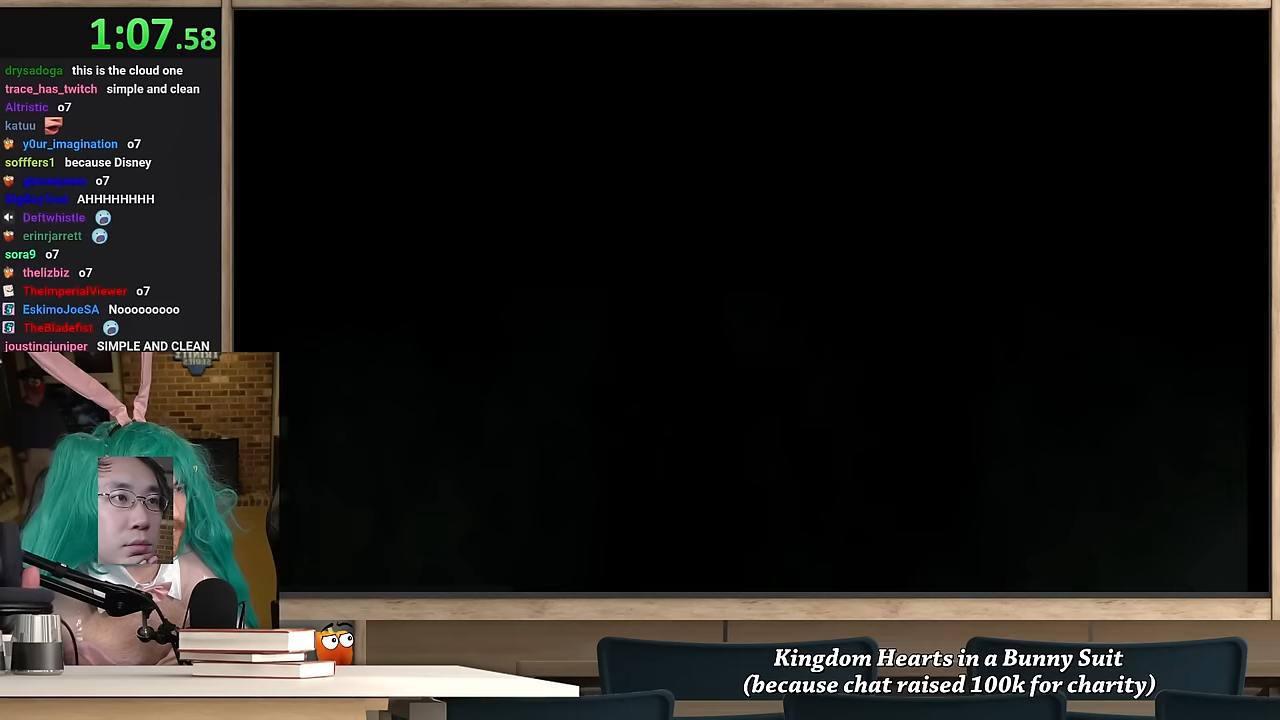 1:07.58
drysadoga this is the cloud one
trace_has_twitch simple and clean
Altristic o7
katuu
y0ur_imagination o7
sofffers1 because Disney
o7
AHHHHHHHH
Deftwhistle
erinrjarrett
sora9 o7
thelizbiz o7
TheImperialViewer o7
EskimoJoeSA Nooooooooo
TheBladefist
joustingjuniper SIMPLE AND CLEAN
Kingdom Hearts in a Bunny Suit
(because chat raised 100k for charity)